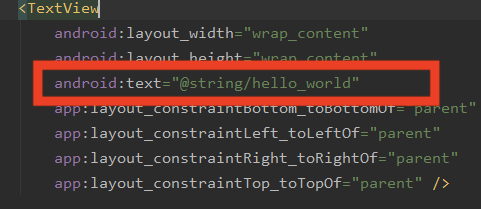 <TextView
android:layout_width="wrap_content"
android:layout_height="wrap_content"
android:text="@string/hello_world"
app:layout_constraintBottom_toBottomOf="parent"
app:layout_constraintLeft_toLeftOf="parent"
app:layout_constraintRight_toRightOf="parent"
app:layout_constraintTop_toTopOf="parent" />